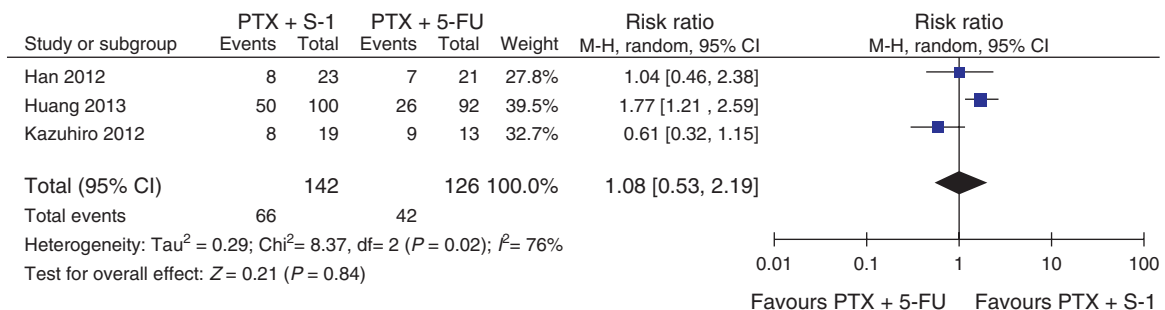 PTX + S-1 PTX + 5-FU Risk ratio Risk ratio
Study or subgroup Events Total Events Total Weight M-H, random, 95% CI M-H, random, 95% CI
Han 2012 8 23 7 21 27.8% 1.04 [0.46, 2.38]
Huang 2013 50 100 26 92 39.5% 1.77 [1.21 , 2.59]
Kazuhiro 2012 8 19 9 13 32.7% 0.61 [0.32, 1.15]
Total (95% CI) 142 126 100.0% 1.08 [0.53, 2.19]
Total events 66 42
Heterogeneity: Tau² = 0.29; Chi²= 8.37, df= 2 (P = 0.02); I²= 76%
Test for overall effect: Z = 0.21 (P = 0.84)
0.01 0.1 1 10 100
Favours PTX + 5-FU Favours PTX + S-1